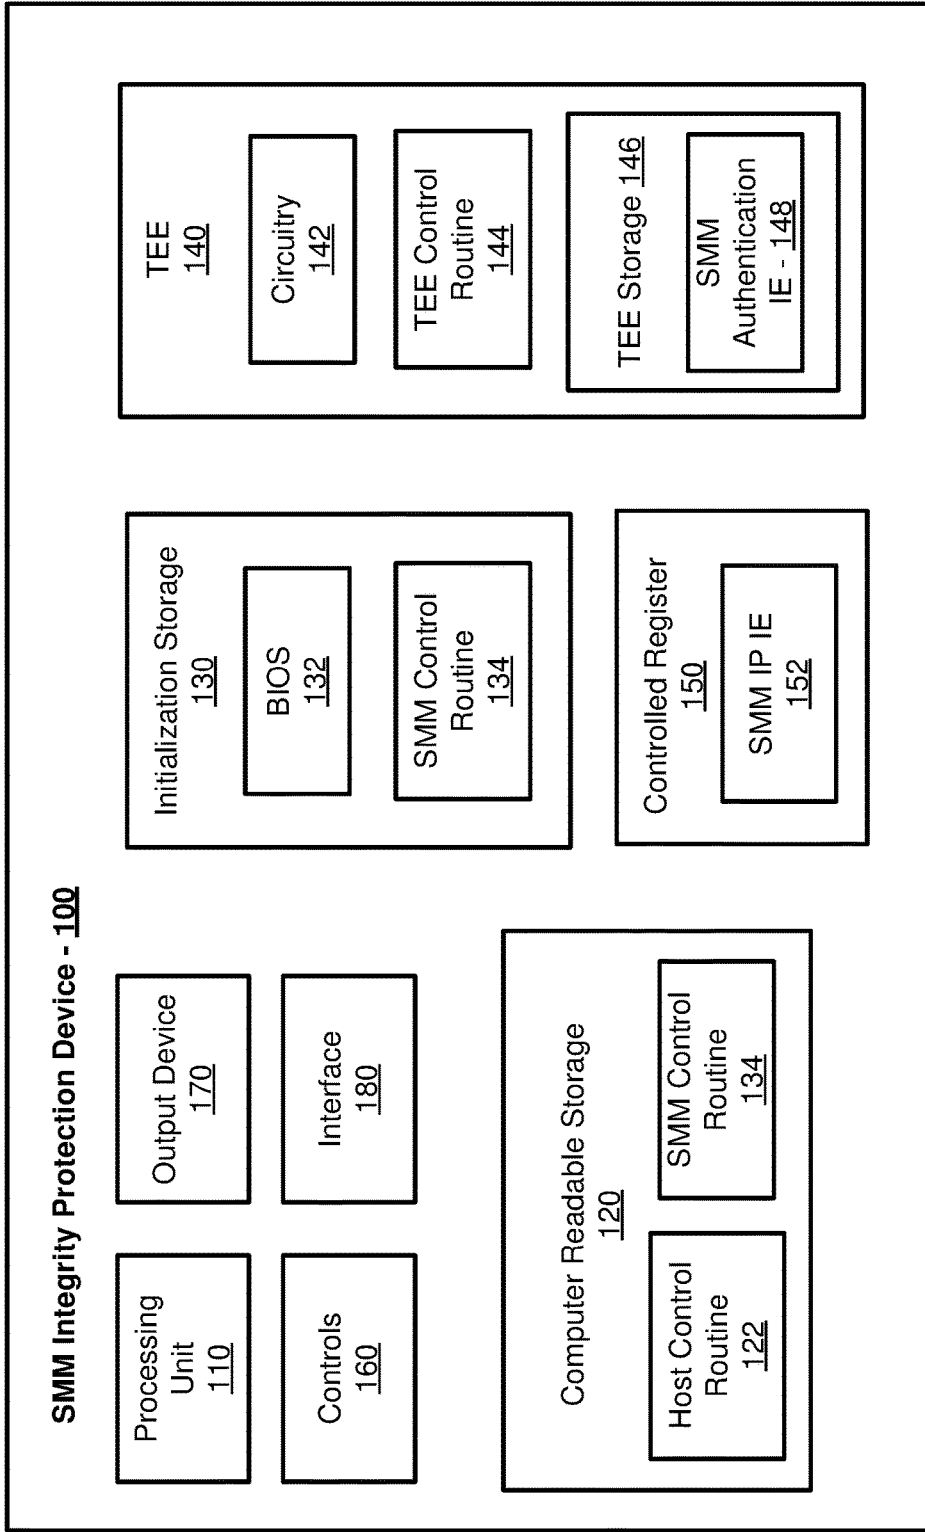 SMM Integrity Protection Device - 100
Processing
Unit
110
Output Device
170
Controls
160
Interface
180
Computer Readable Storage
120
Host Control
Routine
122
SMM Control
Routine
134
Initialization Storage
130
BIOS
132
SMM Control
Routine
134
Controlled Register
150
SMM IP IE
152
TEE
140
Circuitry
142
TEE Control
Routine
144
TEE Storage 146
SMM
Authentication
IE - 148